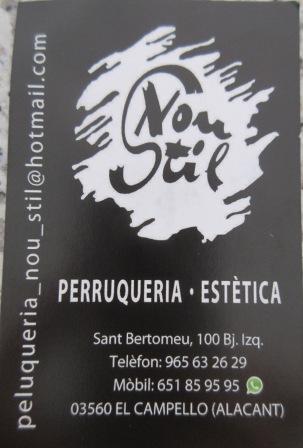 Nou
Stil
PERRUQUERIA · ESTÈTICA
Sant Bertomeu, 100 Bj. Izq.
Telèfon: 965 63 26 29
Mòbil: 651 85 95 95
03560 EL CAMPELLO (ALACANT)
peluqueria_nou_stil@hotmail.com